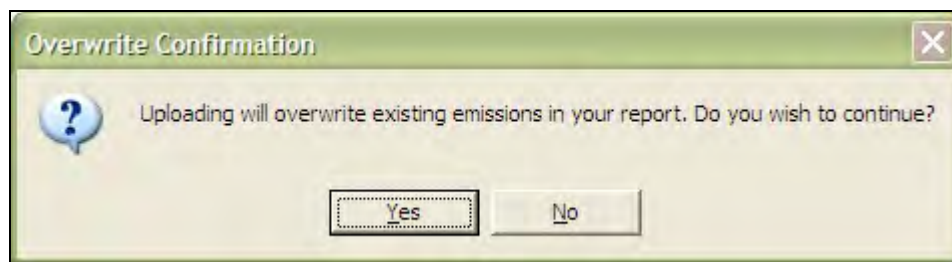 Overwrite Confirmation
Uploading will overwrite existing emissions in your report. Do you wish to continue?
Yes No